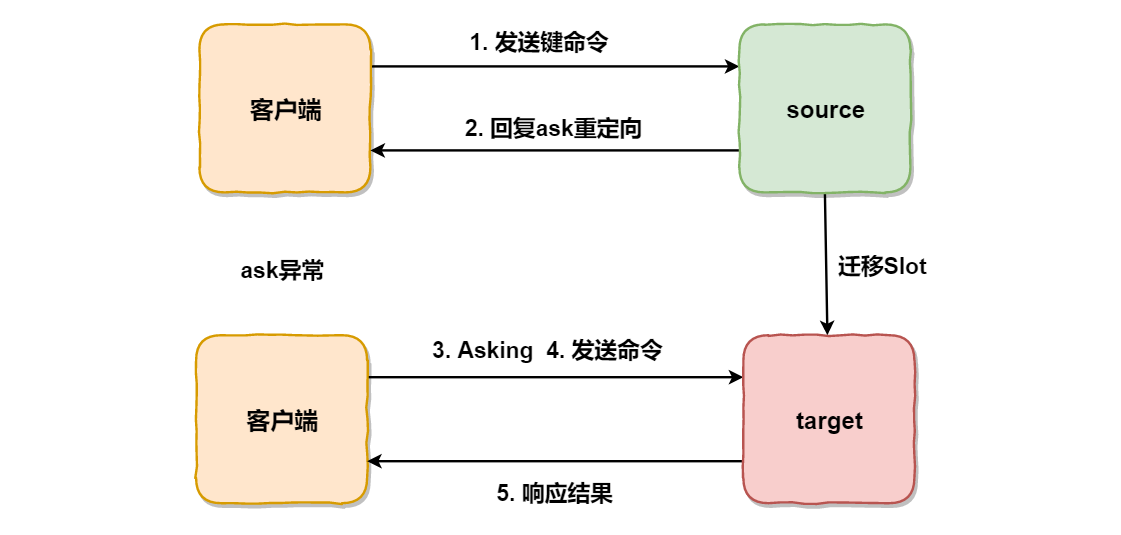 1. 发送键命令
客户端
source
2. 回复ask重定向
ask异常
迁移Slot
3. Asking  4. 发送命令
客户端
target
5. 响应结果